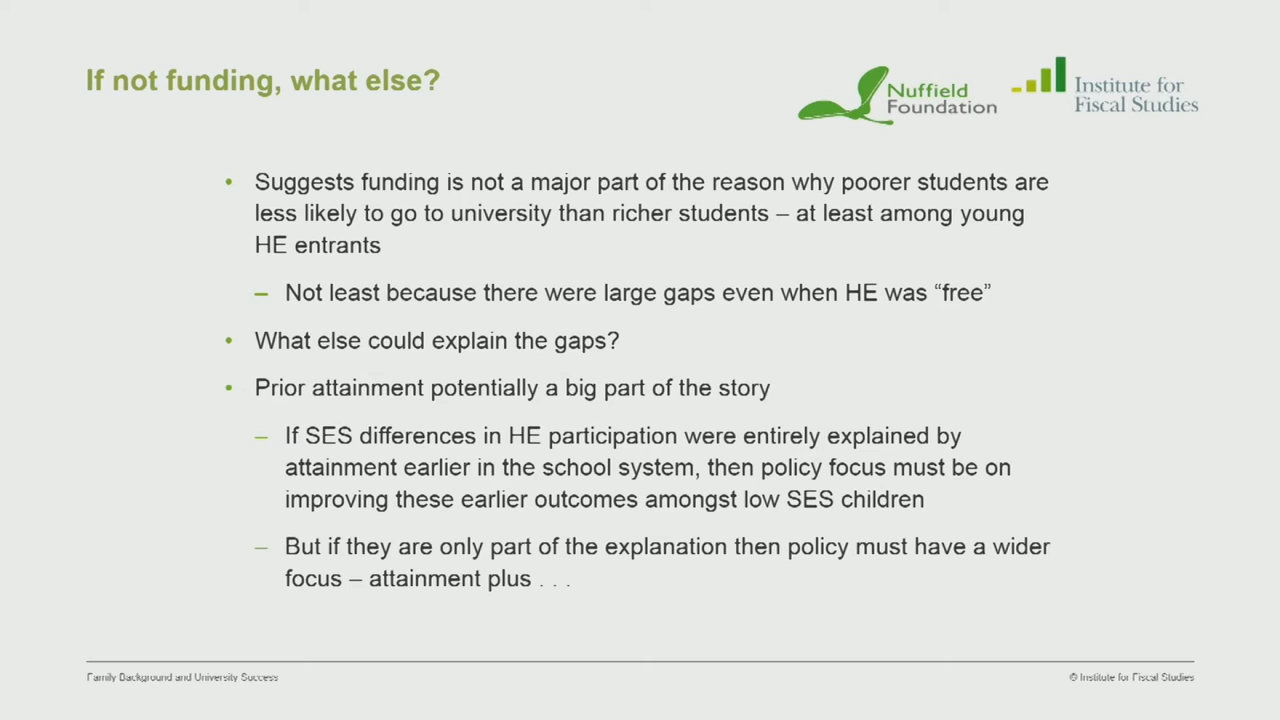 If not funding, what else?
Nuffield
Foundation
Institute for
Fiscal Studies
• Suggests funding is not a major part of the reason why poorer students are
less likely to go to university than richer students – at least among young
HE entrants
– Not least because there were large gaps even when HE was “free”
• What else could explain the gaps?
• Prior attainment potentially a big part of the story
– If SES differences in HE participation were entirely explained by
attainment earlier in the school system, then policy focus must be on
improving these earlier outcomes amongst low SES children
– But if they are only part of the explanation then policy must have a wider
focus – attainment plus . . .
Family Background and University Success
© Institute for Fiscal Studies